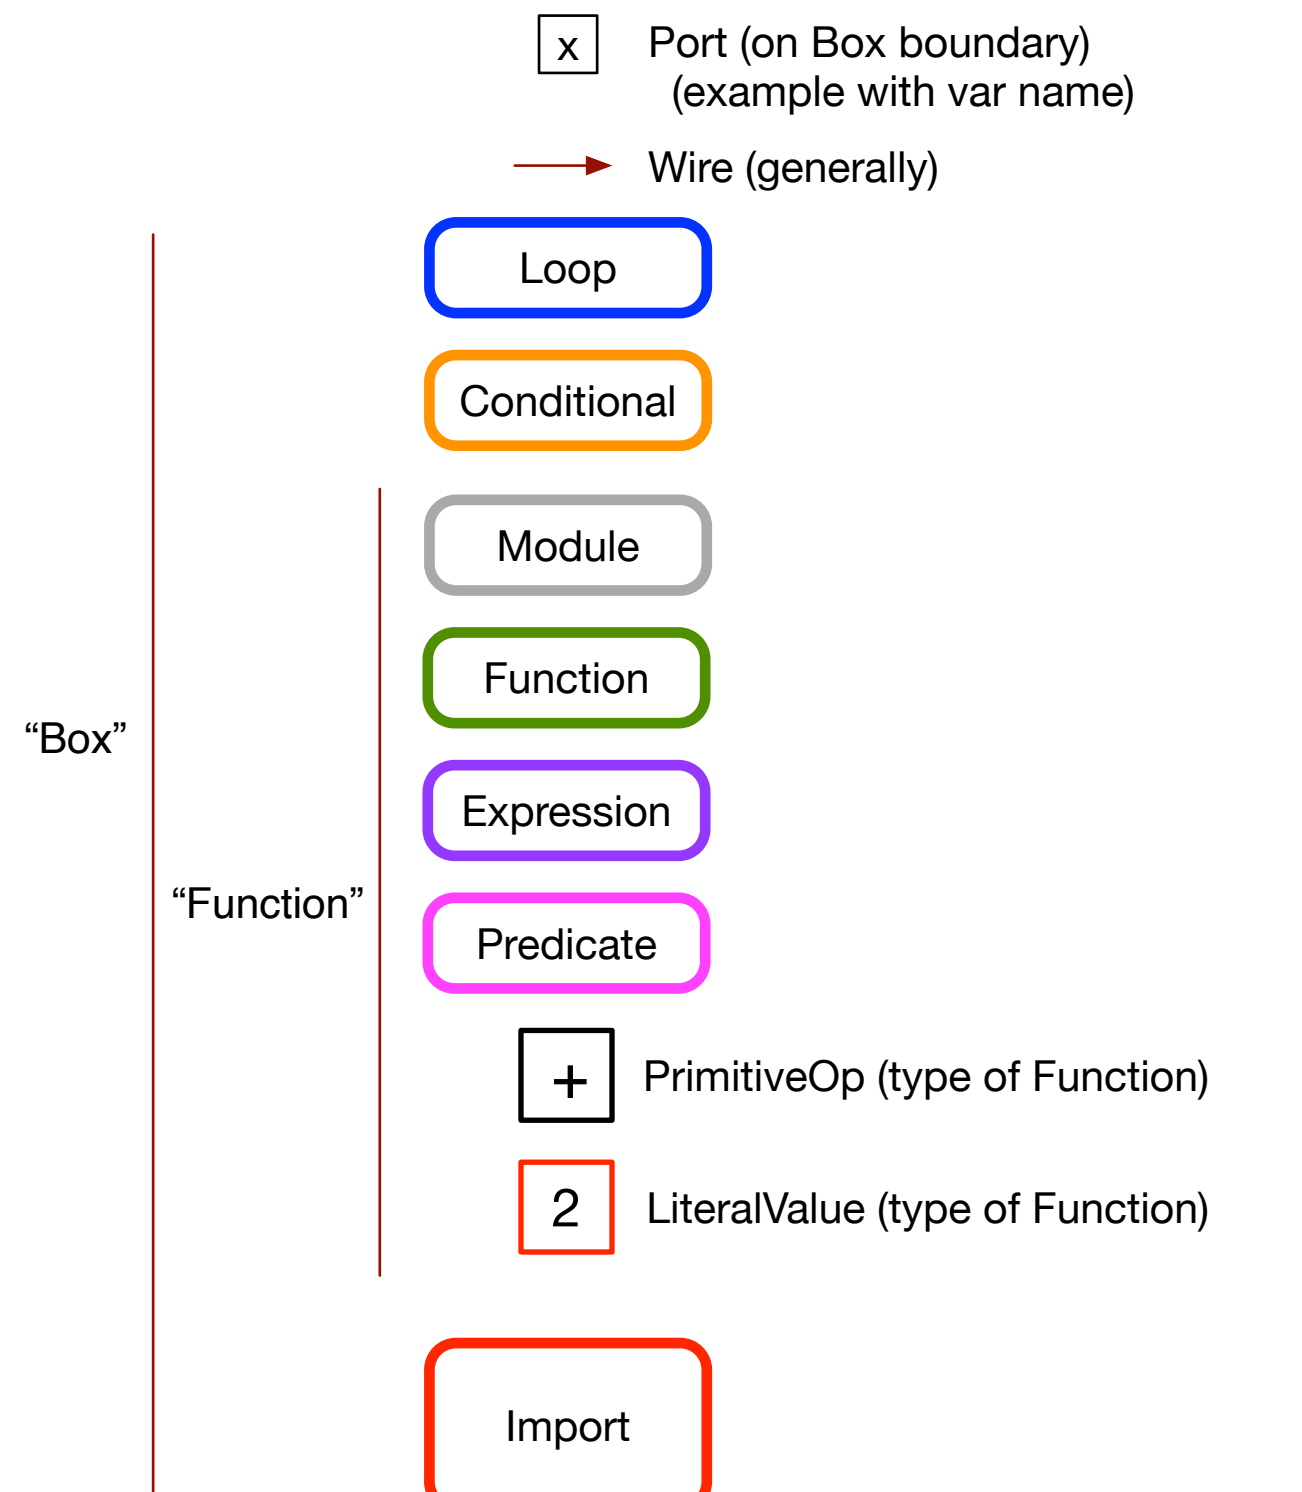 x
Port (on Box boundary)
(example with var name)
Wire (generally)
Loop
Conditional
Module
Function
“Box”
Expression
“Function”
Predicate
+
PrimitiveOp (type of Function)
2
LiteralValue (type of Function)
Import